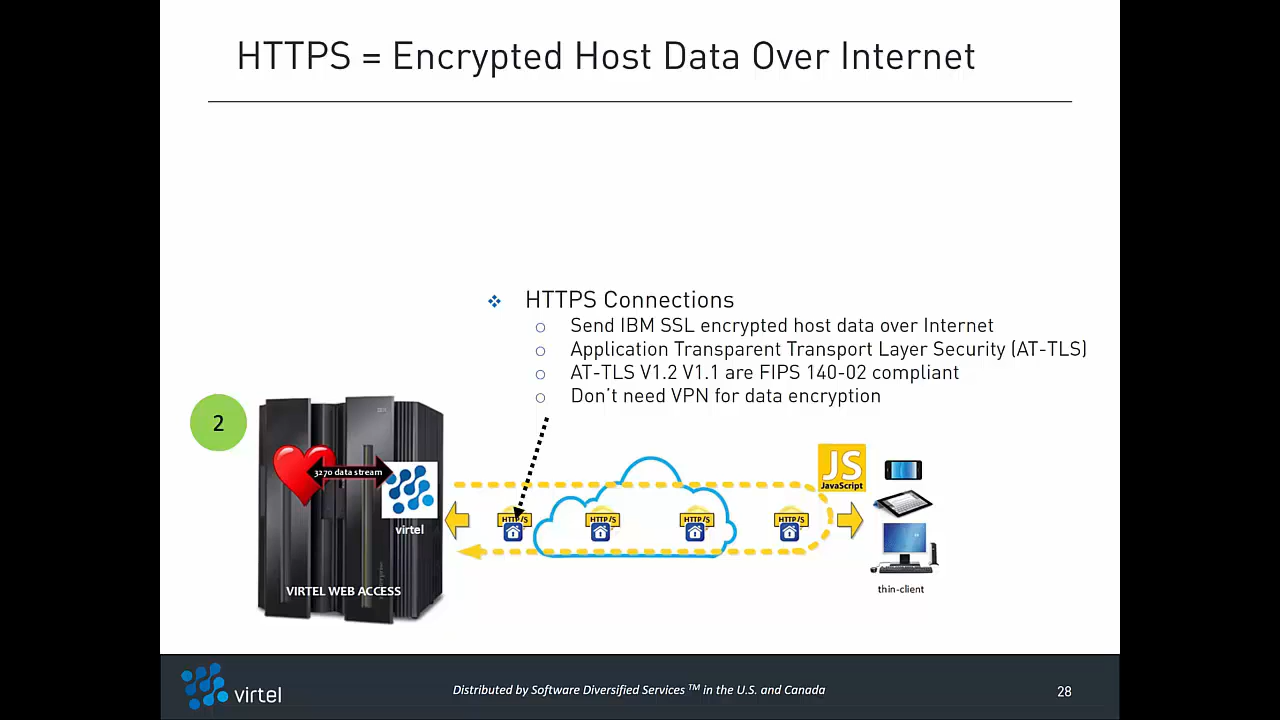 HTTPS = Encrypted Host Data Over Internet
❖ HTTPS Connections
o Send IBM SSL encrypted host data over Internet
o Application Transparent Transport Layer Security (AT-TLS)
o AT-TLS V1.2 V1.1 are FIPS 140-02 compliant
o Don't need VPN for data encryption
2
3270 data stream
virtel
VIRTEL WEB ACCESS
HTTP/S
HTTP/S
HTTP/S
HTTP/S
JS
JavaScript
thin-client
virtel
Distributed by Software Diversified Services TM in the U.S. and Canada
28